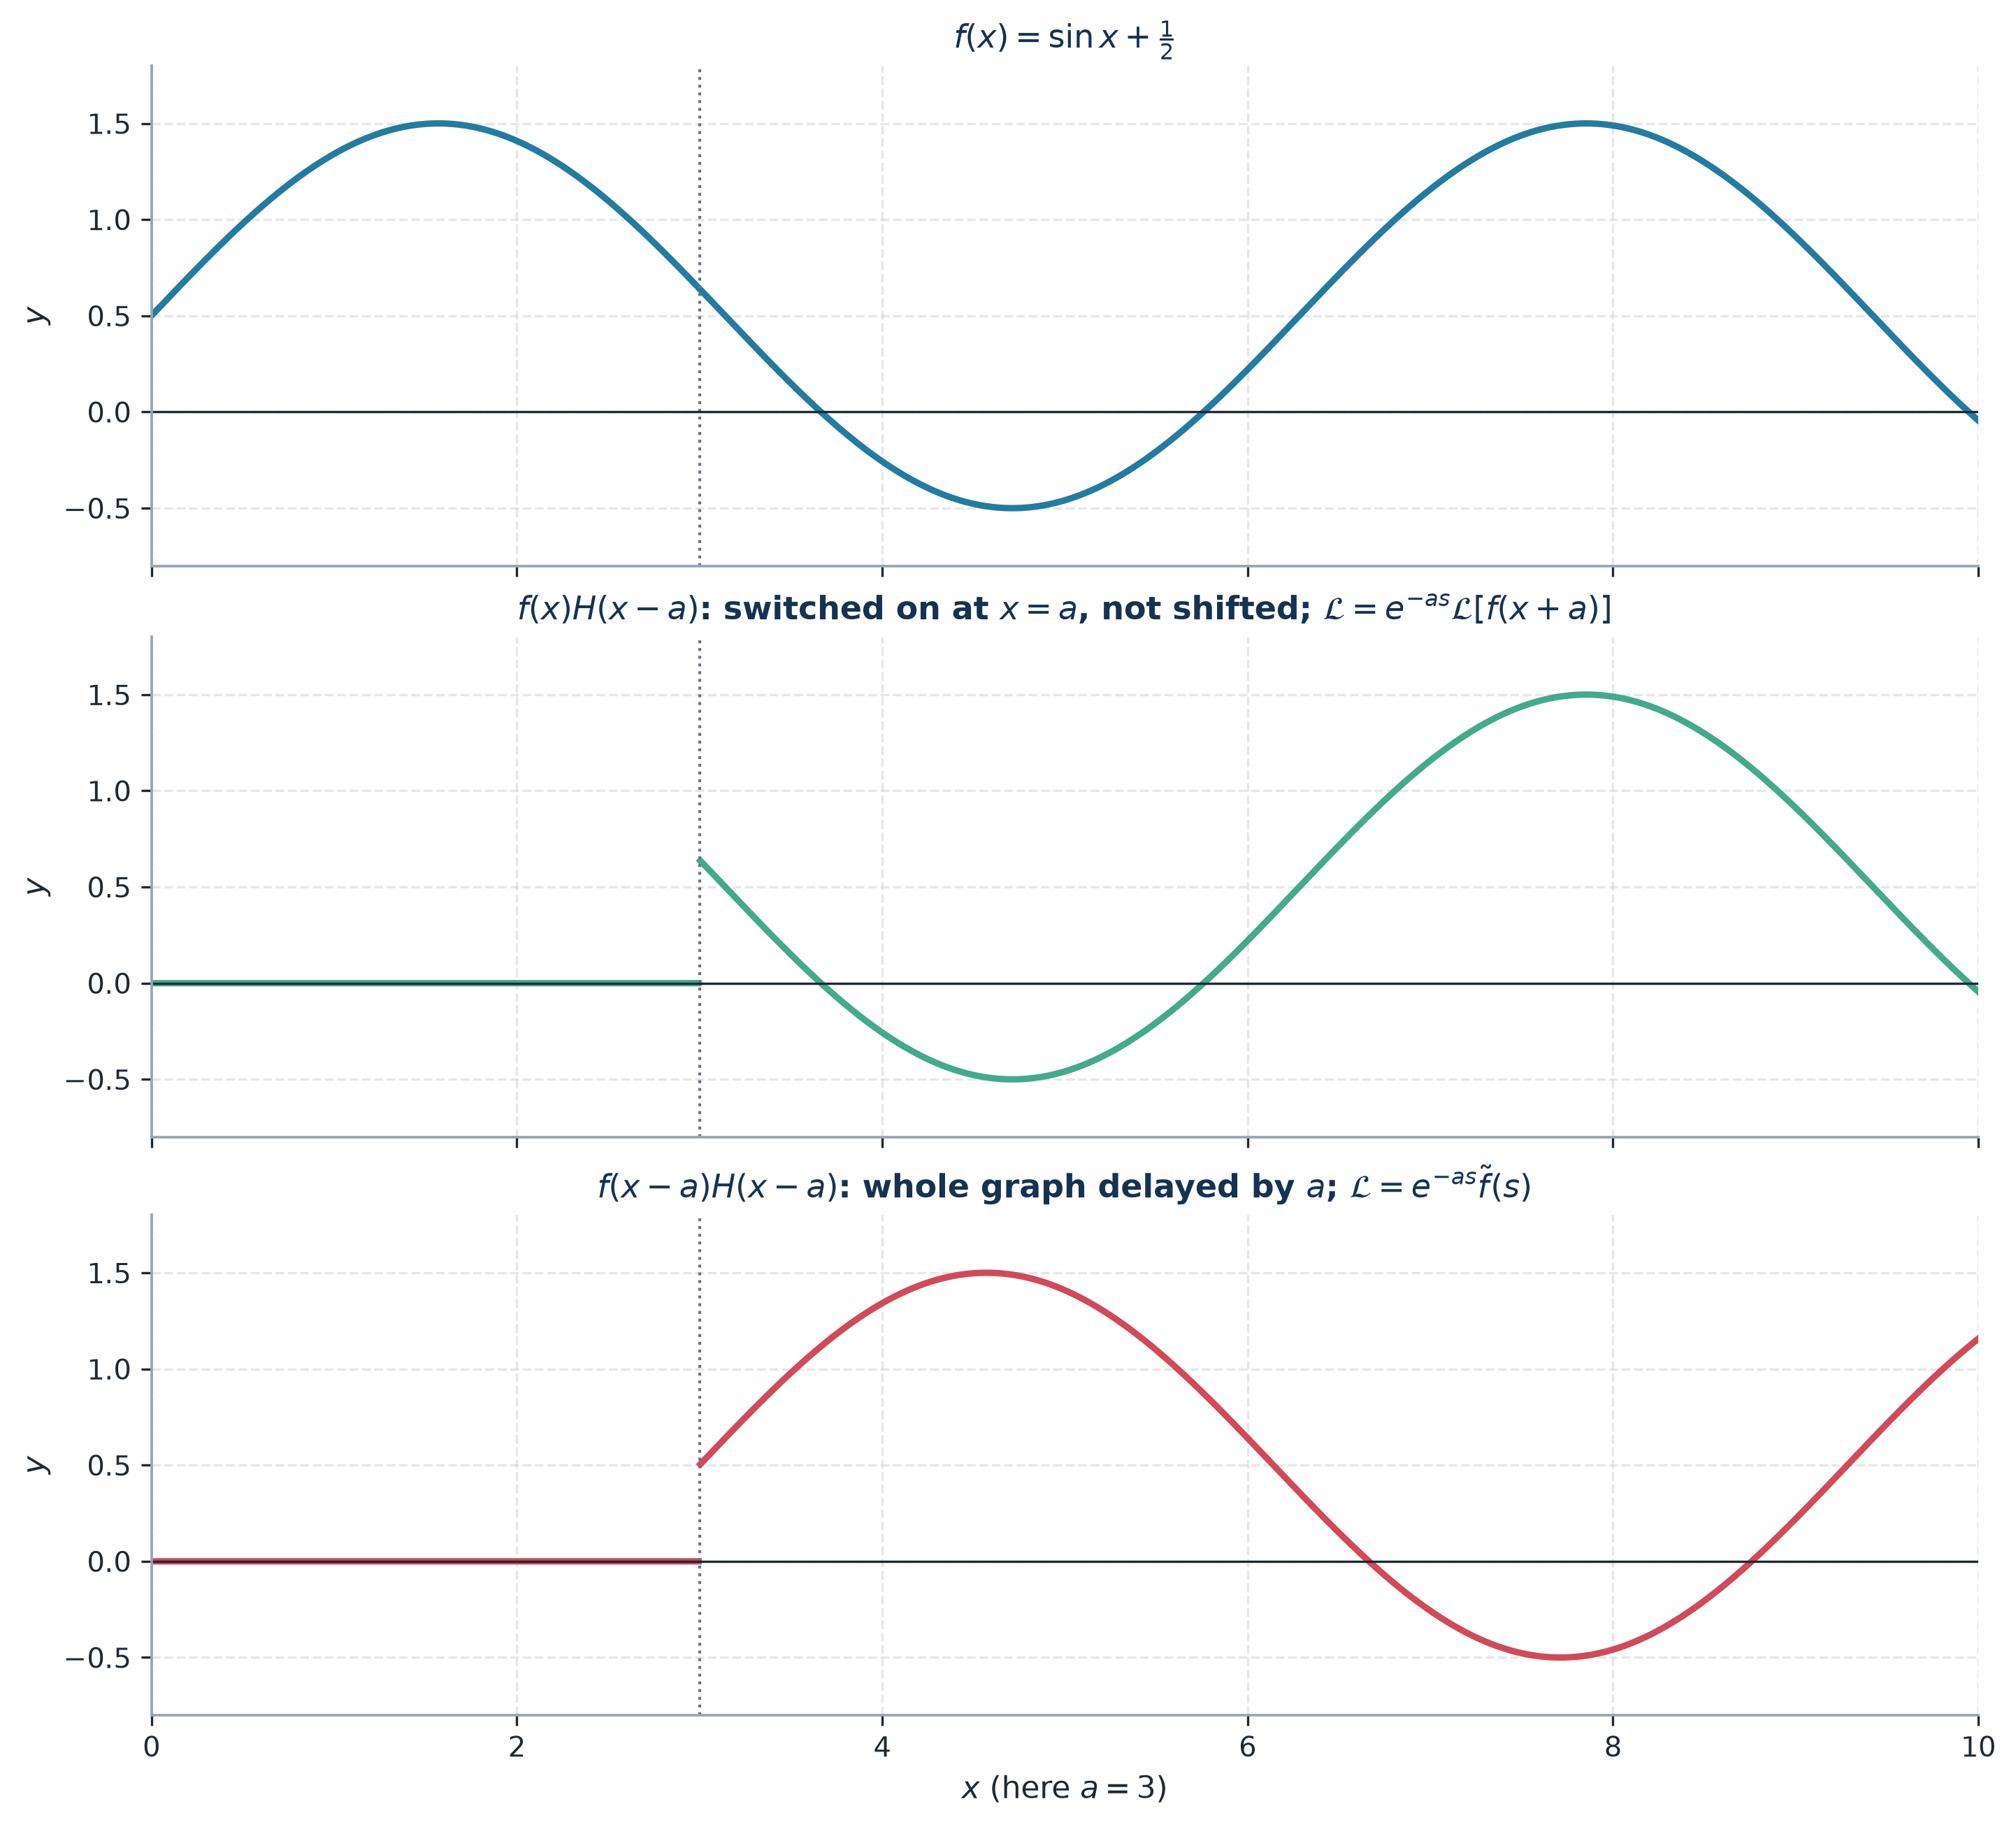 f(x) = sin x + 1/2
1.5
1.0
0.5
0.0
−0.5
y
f(x)H(x − a): switched on at x = a, not shifted; ℒ = e^{−as}ℒ[f(x + a)]
1.5
1.0
0.5
0.0
−0.5
y
f(x − a)H(x − a): whole graph delayed by a; ℒ = e^{−as}f̃(s)
1.5
1.0
0.5
0.0
−0.5
y
0 2 4 6 8 10
x (here a = 3)